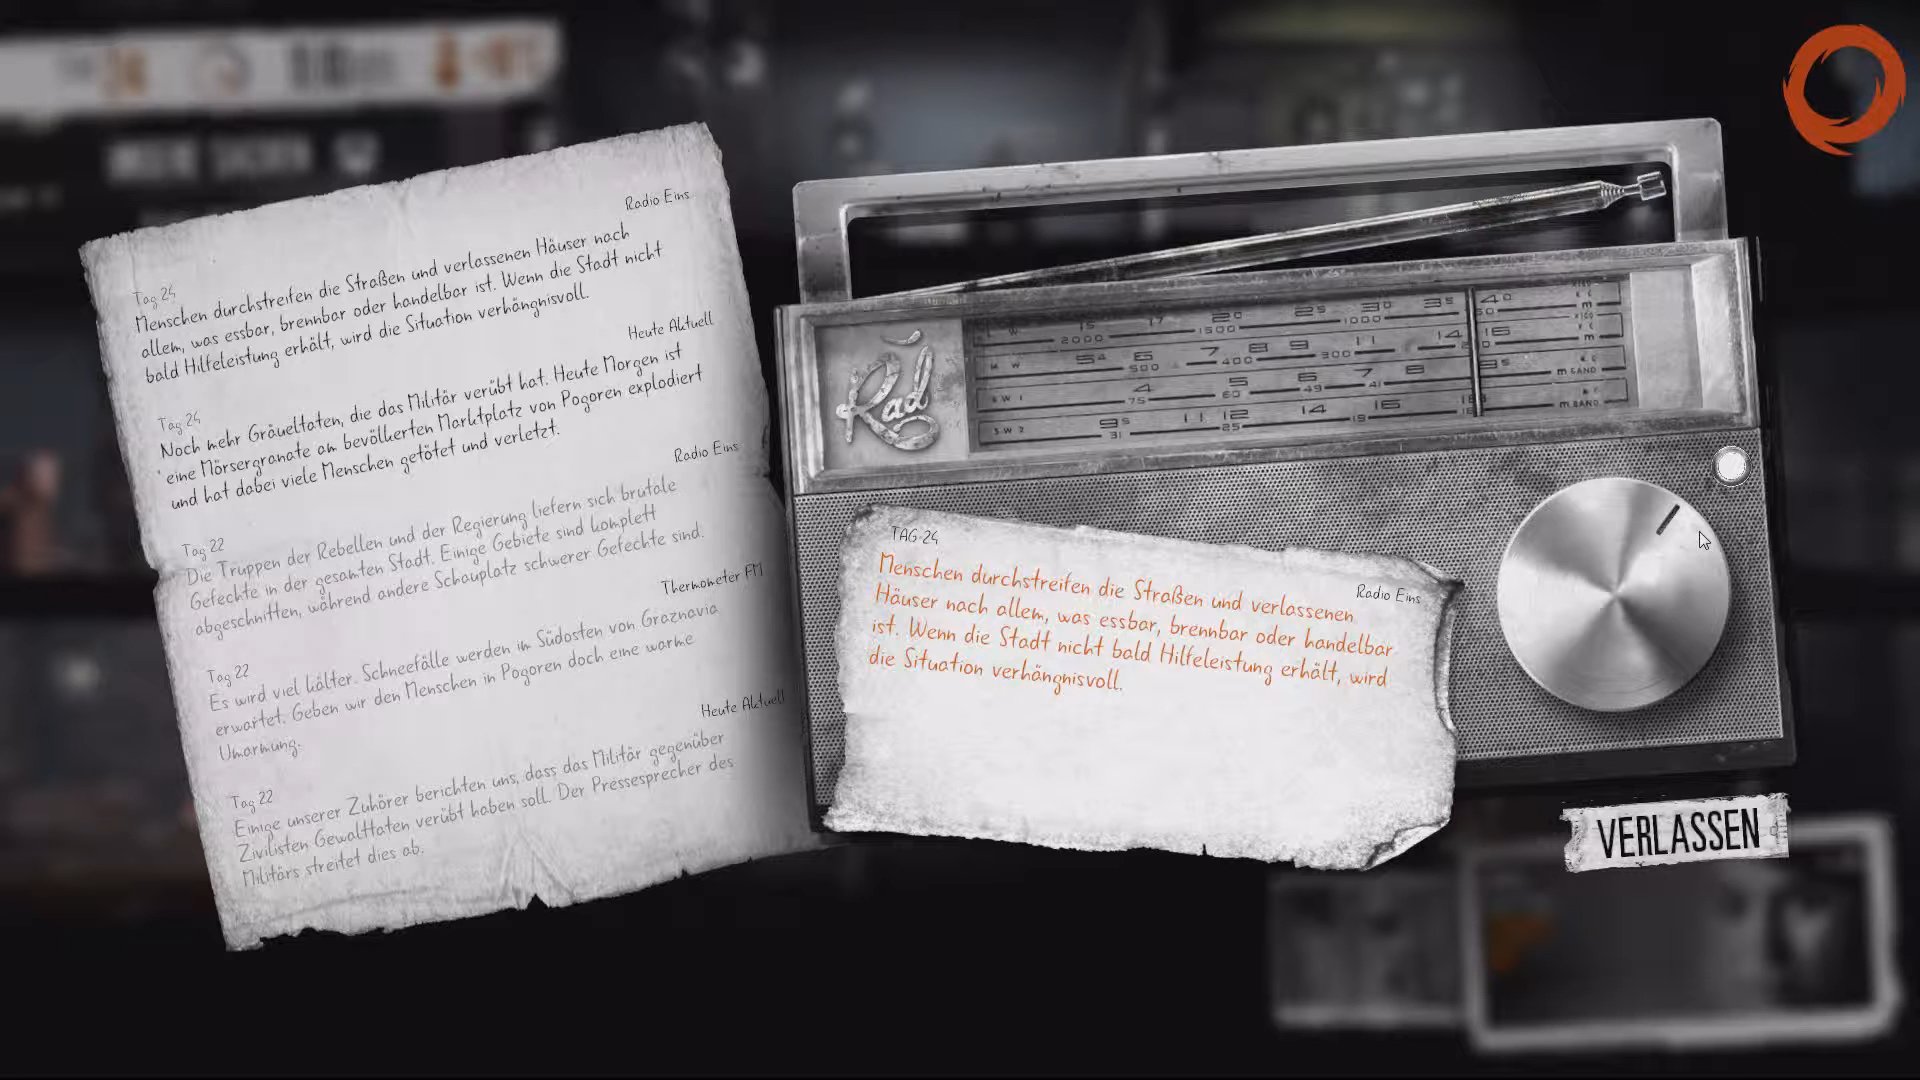 Radio Eins
Tag 24
Menschen durchstreifen die Straßen und verlassenen Häuser nach
allem, was essbar, brennbar oder handelbar ist. Wenn die Stadt nicht
bald Hilfeleistung erhält, wird die Situation verhängnisvoll.
Heute Aktuell
Tag 24
Noch mehr Gräueltaten, die das Militär verübt hat. Heute Morgen ist
eine Mörsergranate am bevölkerten Marktplatz von Pogoren explodiert
und hat dabei viele Menschen getötet und verletzt.
Radio Eins
Tag 22
Die Truppen der Rebellen und der Regierung liefern sich brutale
Gefechte in der gesamten Stadt. Einige Gebiete sind komplett
abgeschnitten, während andere Schauplatz schwerer Gefechte sind.
Thermometer FM
Tag 22
Es wird viel kälter. Schneefälle werden im Südosten von Graznavia
erwartet. Geben wir den Menschen in Pogoren doch eine warme
Umarmung.
Heute Aktuell
Tag 22
Einige unserer Zuhörer berichten uns, dass das Militär gegenüber
Zivilisten Gewalttaten verübt haben soll. Der Pressesprecher des
Militärs streitet dies ab.
Rad
TAG 24
Radio Eins
Menschen durchstreifen die Straßen und verlassenen
Häuser nach allem, was essbar, brennbar oder handelbar
ist. Wenn die Stadt nicht bald Hilfeleistung erhält, wird
die Situation verhängnisvoll.
VERLASSEN